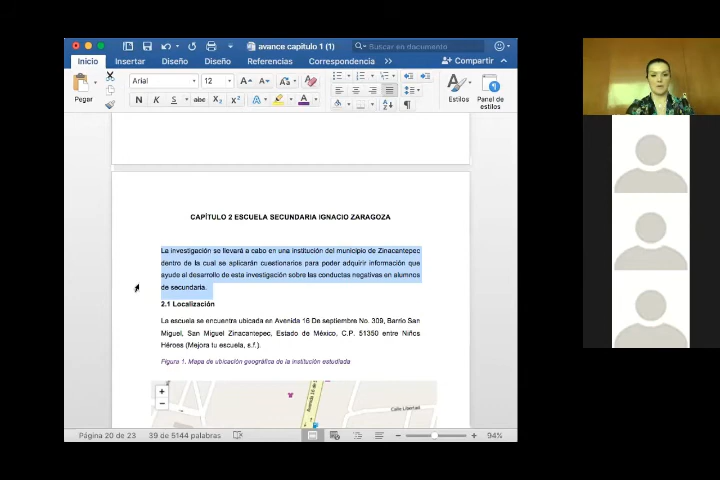 avance capitulo 1 (1)
Buscar en documento
Inicio Insertar Diseño Diseño Referencias Correspondencia Compartir
Arial 12
Pegar
N K S abc X₂ X² A A
Estilos Panel de estilos
CAPÍTULO 2 ESCUELA SECUNDARIA IGNACIO ZARAGOZA
La investigación se llevará a cabo en una institución del municipio de Zinacantepec
dentro de la cual se aplicarán cuestionarios para poder adquirir información que
ayude al desarrollo de esta investigación sobre las conductas negativas en alumnos
de secundaria.
2.1 Localización
La escuela se encuentra ubicada en Avenida 16 De septiembre No. 309, Barrio San
Miguel, San Miguel Zinacantepec, Estado de México, C.P. 51350 entre Niños
Héroes (Mejora tu escuela, s.f.).
Figura 1. Mapa de ubicación geográfica de la institución estudiada
Avenida 16 de
Calle Libertad
Página 20 de 23 39 de 5144 palabras 94%